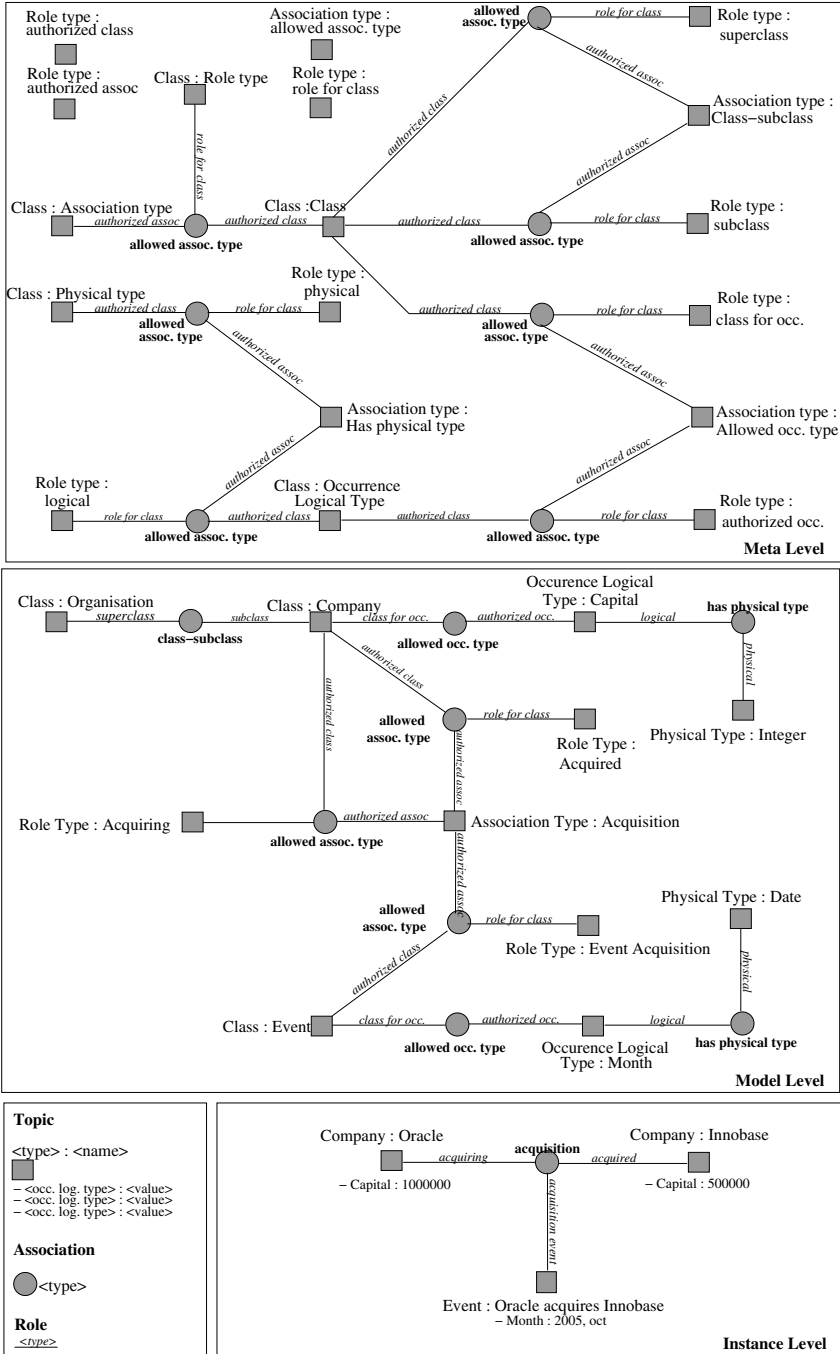 Role type :
authorized class
Association type :
allowed assoc. type
allowed
assoc. type
role for class
Role type :
superclass
Role type :
authorized assoc
Class : Role type
Role type :
role for class
authorized class
authorized assoc
Association type :
Class−subclass
role for class
authorized assoc
Class : Association type
authorized assoc
authorized class
Class :Class
authorized class
role for class
Role type :
subclass
allowed assoc. type
allowed assoc. type
Class : Physical type
authorized class
role for class
Role type :
physical
authorized class
role for class
Role type :
class for occ.
allowed
assoc. type
allowed
assoc. type
authorized assoc
authorized assoc
Association type :
Has physical type
Association type :
Allowed occ. type
authorized assoc
authorized assoc
Role type :
logical
role for class
authorized class
Class : Occurrence
Logical Type
authorized class
role for class
Role type :
authorized occ.
allowed assoc. type
allowed assoc. type
Meta Level
Class : Organisation
superclass
subclass
Class : Company
class for occ.
authorized occ.
Occurence Logical
Type : Capital
logical
has physical type
class−subclass
allowed occ. type
authorized class
authorized class
physical
allowed
assoc. type
role for class
Role Type :
Acquired
Physical Type : Integer
authorized assoc
Role Type : Acquiring
authorized assoc
Association Type : Acquisition
allowed assoc. type
authorized assoc
allowed
assoc. type
role for class
Role Type : Event Acquisition
Physical Type : Date
authorized class
physical
Class : Event
class for occ.
authorized occ.
logical
allowed occ. type
Occurence Logical
Type : Month
has physical type
Model Level
Topic
<type> : <name>
− <occ. log. type> : <value>
− <occ. log. type> : <value>
− <occ. log. type> : <value>
Association
<type>
Role
<type>
Company : Oracle
acquiring
acquisition
acquired
Company : Innobase
− Capital : 1000000
− Capital : 500000
acquisition event
Event : Oracle acquires Innobase
− Month : 2005, oct
Instance Level